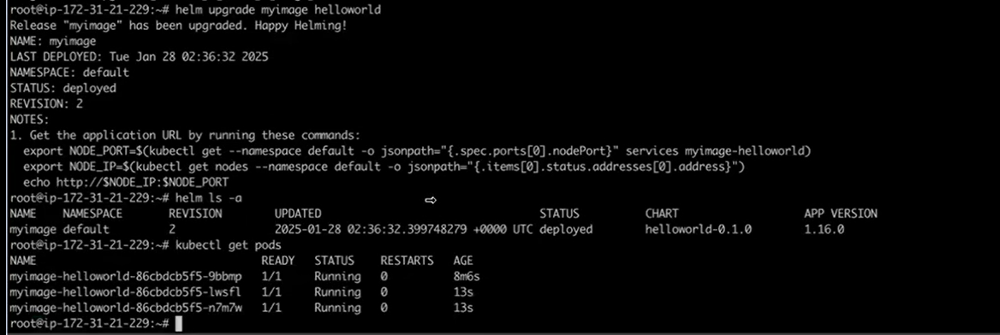 root@ip-172-31-21-229:~# helm upgrade myimage helloworld
Release "myimage" has been upgraded. Happy Helming!
NAME: myimage
LAST DEPLOYED: Tue Jan 28 02:36:32 2025
NAMESPACE: default
STATUS: deployed
REVISION: 2
NOTES:
1. Get the application URL by running these commands:
  export NODE_PORT=$(kubectl get --namespace default -o jsonpath="{.spec.ports[0].nodePort}" services myimage-helloworld)
  export NODE_IP=$(kubectl get nodes --namespace default -o jsonpath="{.items[0].status.addresses[0].address}")
  echo http://$NODE_IP:$NODE_PORT
root@ip-172-31-21-229:~# helm ls -a
NAME    NAMESPACE       REVISION        UPDATED                                 STATUS          CHART                   APP VERSION
myimage default         2               2025-01-28 02:36:32.399748279 +0000 UTC deployed        helloworld-0.1.0        1.16.0
root@ip-172-31-21-229:~# kubectl get pods
NAME                                  READY   STATUS    RESTARTS   AGE
myimage-helloworld-86cbdcb5f5-9bbmp   1/1     Running   0          8m6s
myimage-helloworld-86cbdcb5f5-lwsfl   1/1     Running   0          13s
myimage-helloworld-86cbdcb5f5-n7m7w   1/1     Running   0          13s
root@ip-172-31-21-229:~#